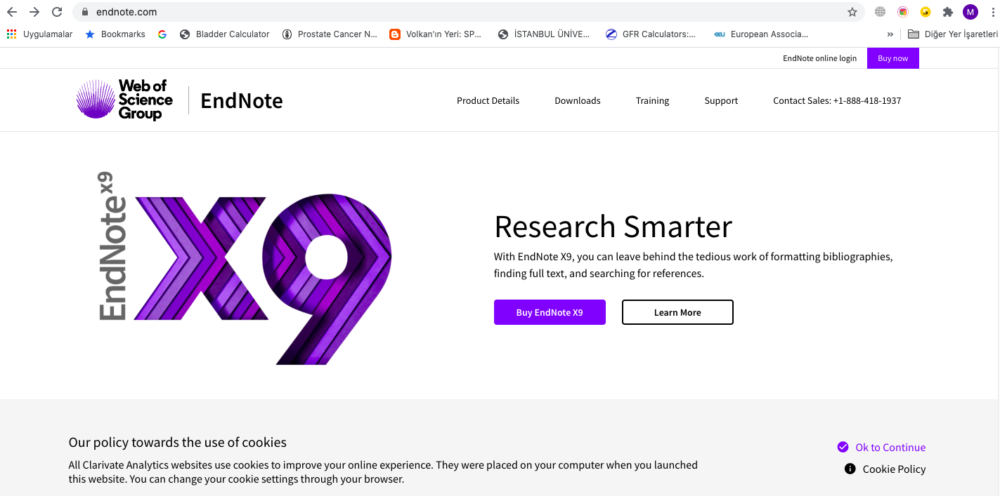 endnote.com
M
Uygulamalar
Bookmarks
Bladder Calculator
Prostate Cancer N...
Volkan'ın Yeri: SP...
İSTANBUL ÜNİVE...
GFR Calculators:...
European Associa...
»
Diğer Yer İşaretleri
EndNote online login
Buy now
Web of
Science
Group
EndNote
Product Details
Downloads
Training
Support
Contact Sales: +1-888-418-1937
EndNote x9
X9
Research Smarter
With EndNote X9, you can leave behind the tedious work of formatting bibliographies,
finding full text, and searching for references.
Buy EndNote X9
Learn More
Our policy towards the use of cookies
All Clarivate Analytics websites use cookies to improve your online experience. They were placed on your computer when you launched
this website. You can change your cookie settings through your browser.
Ok to Continue
Cookie Policy